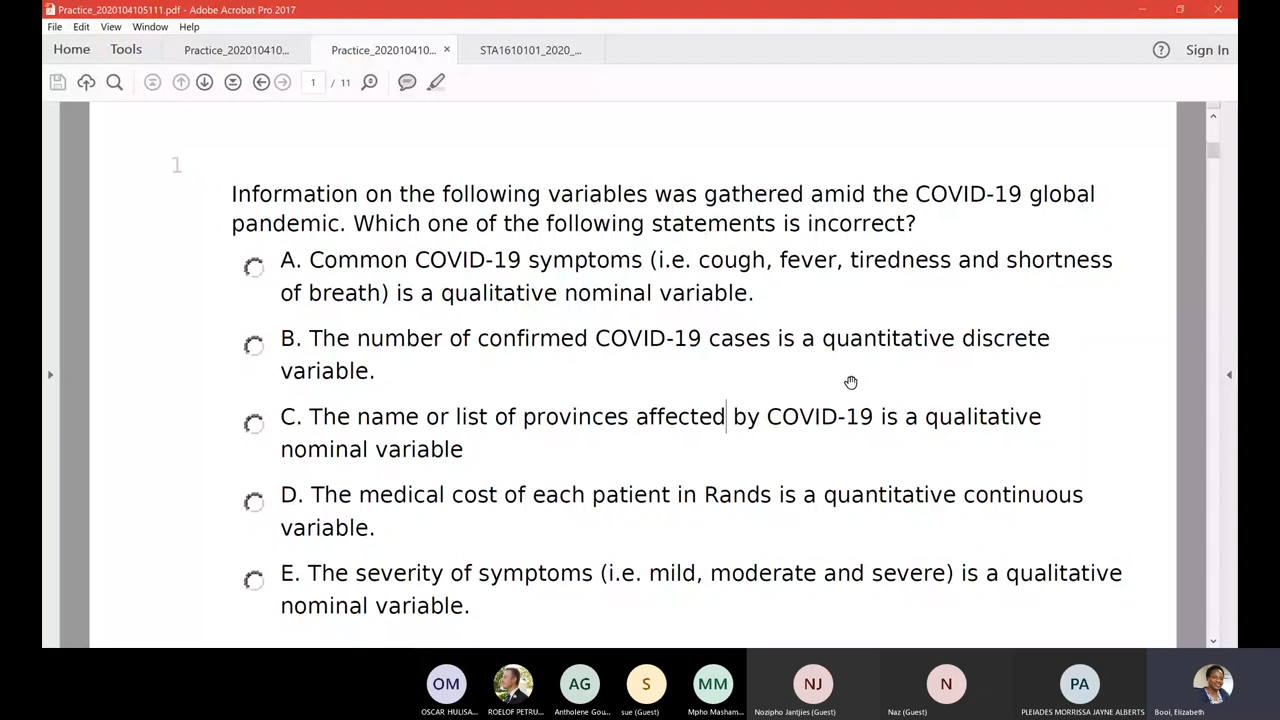 Practice_2020104105111.pdf - Adobe Acrobat Pro 2017
File Edit View Window Help
Home Tools Practice_202010410... Practice_202010410... × STA1610101_2020_... Sign In
1 / 11
1
Information on the following variables was gathered amid the COVID-19 global
pandemic. Which one of the following statements is incorrect?
A. Common COVID-19 symptoms (i.e. cough, fever, tiredness and shortness
of breath) is a qualitative nominal variable.
B. The number of confirmed COVID-19 cases is a quantitative discrete
variable.
C. The name or list of provinces affected by COVID-19 is a qualitative
nominal variable
D. The medical cost of each patient in Rands is a quantitative continuous
variable.
E. The severity of symptoms (i.e. mild, moderate and severe) is a qualitative
nominal variable.
OM AG S MM NJ N PA
OSCAR HULISA... ROELOF PETRU... Antholene Gou... sue (Guest) Mpho Masham... Nozipho Jantjies (Guest) Naz (Guest) PLEIADES MORRISSA JAYNE ALBERTS Booi, Elizabeth